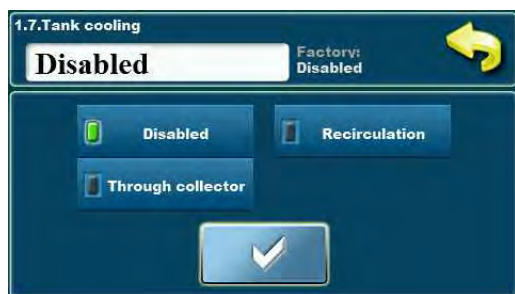 1.7.Tank cooling
Disabled
Factory:
Disabled
Disabled
Recirculation
Through collector